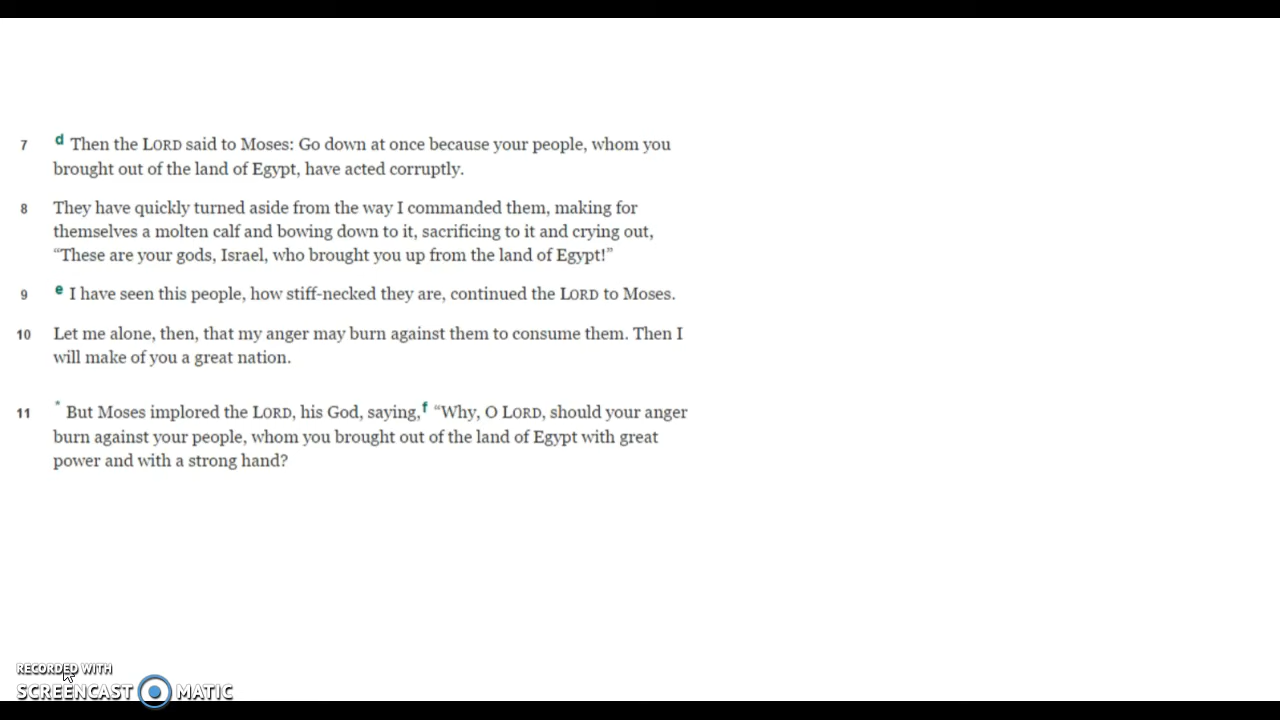 7 d Then the LORD said to Moses: Go down at once because your people, whom you
brought out of the land of Egypt, have acted corruptly.
8 They have quickly turned aside from the way I commanded them, making for
themselves a molten calf and bowing down to it, sacrificing to it and crying out,
“These are your gods, Israel, who brought you up from the land of Egypt!”
9 e I have seen this people, how stiff-necked they are, continued the LORD to Moses.
10 Let me alone, then, that my anger may burn against them to consume them. Then I
will make of you a great nation.
11 * But Moses implored the LORD, his God, saying,f “Why, O LORD, should your anger
burn against your people, whom you brought out of the land of Egypt with great
power and with a strong hand?
RECORDED WITH
SCREENCAST MATIC